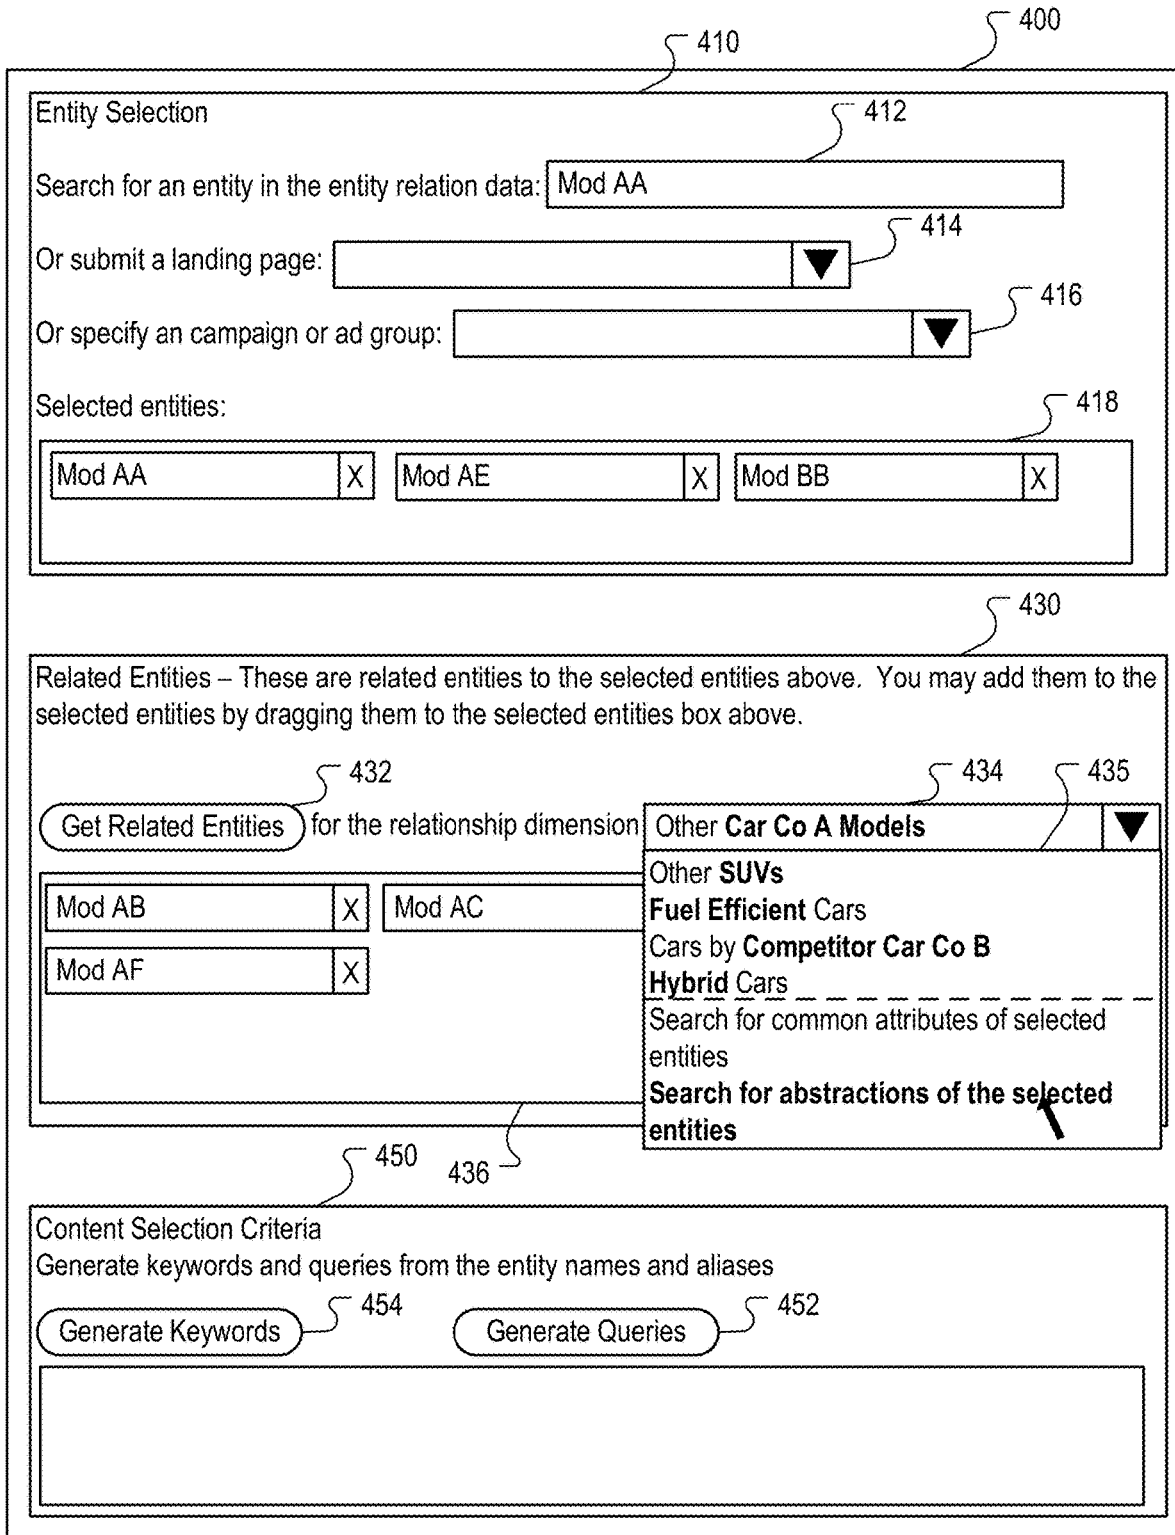 400
410
Entity Selection
412
Search for an entity in the entity relation data: Mod AA
414
Or submit a landing page:
416
Or specify an campaign or ad group:
Selected entities:
418
Mod AA X Mod AE X Mod BB X
430
Related Entities – These are related entities to the selected entities above. You may add them to the
selected entities by dragging them to the selected entities box above.
432 434 435
Get Related Entities for the relationship dimension Other Car Co A Models
Other SUVs
Mod AB X Mod AC
Fuel Efficient Cars
Cars by Competitor Car Co B
Mod AF X
Hybrid Cars
Search for common attributes of selected
entities
Search for abstractions of the selected
entities
450 436
Content Selection Criteria
Generate keywords and queries from the entity names and aliases
454 452
Generate Keywords Generate Queries